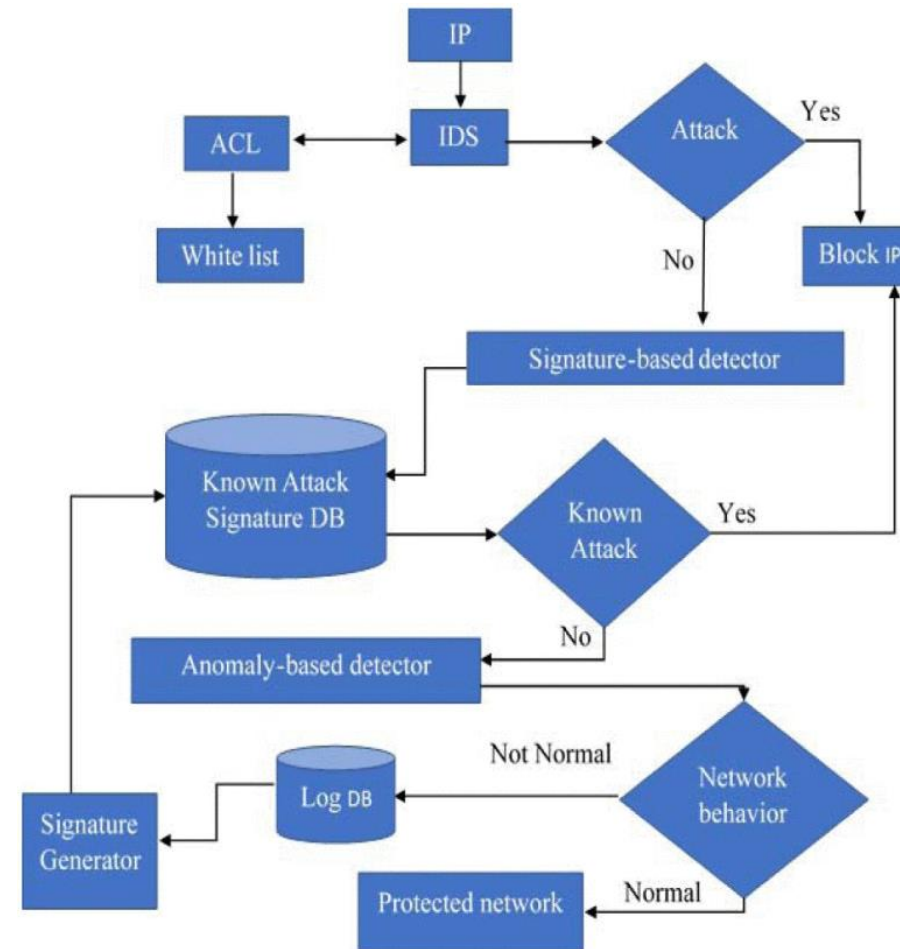 IP
ACL
IDS
Attack
Yes
White list
No
Block IP
Signature-based detector
Known Attack
Signature DB
Known
Attack
Yes
No
Anomaly-based detector
Not Normal
Network
behavior
Log DB
Signature
Generator
Normal
Protected network